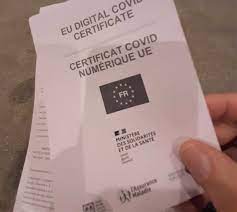 EU DIGITAL COVID
CERTIFICATE
CERTIFICAT COVID
NUMÉRIQUE UE
FR
MINISTÈRE
DES SOLIDARITÉS
ET DE LA SANTÉ
l'Assurance
Maladie